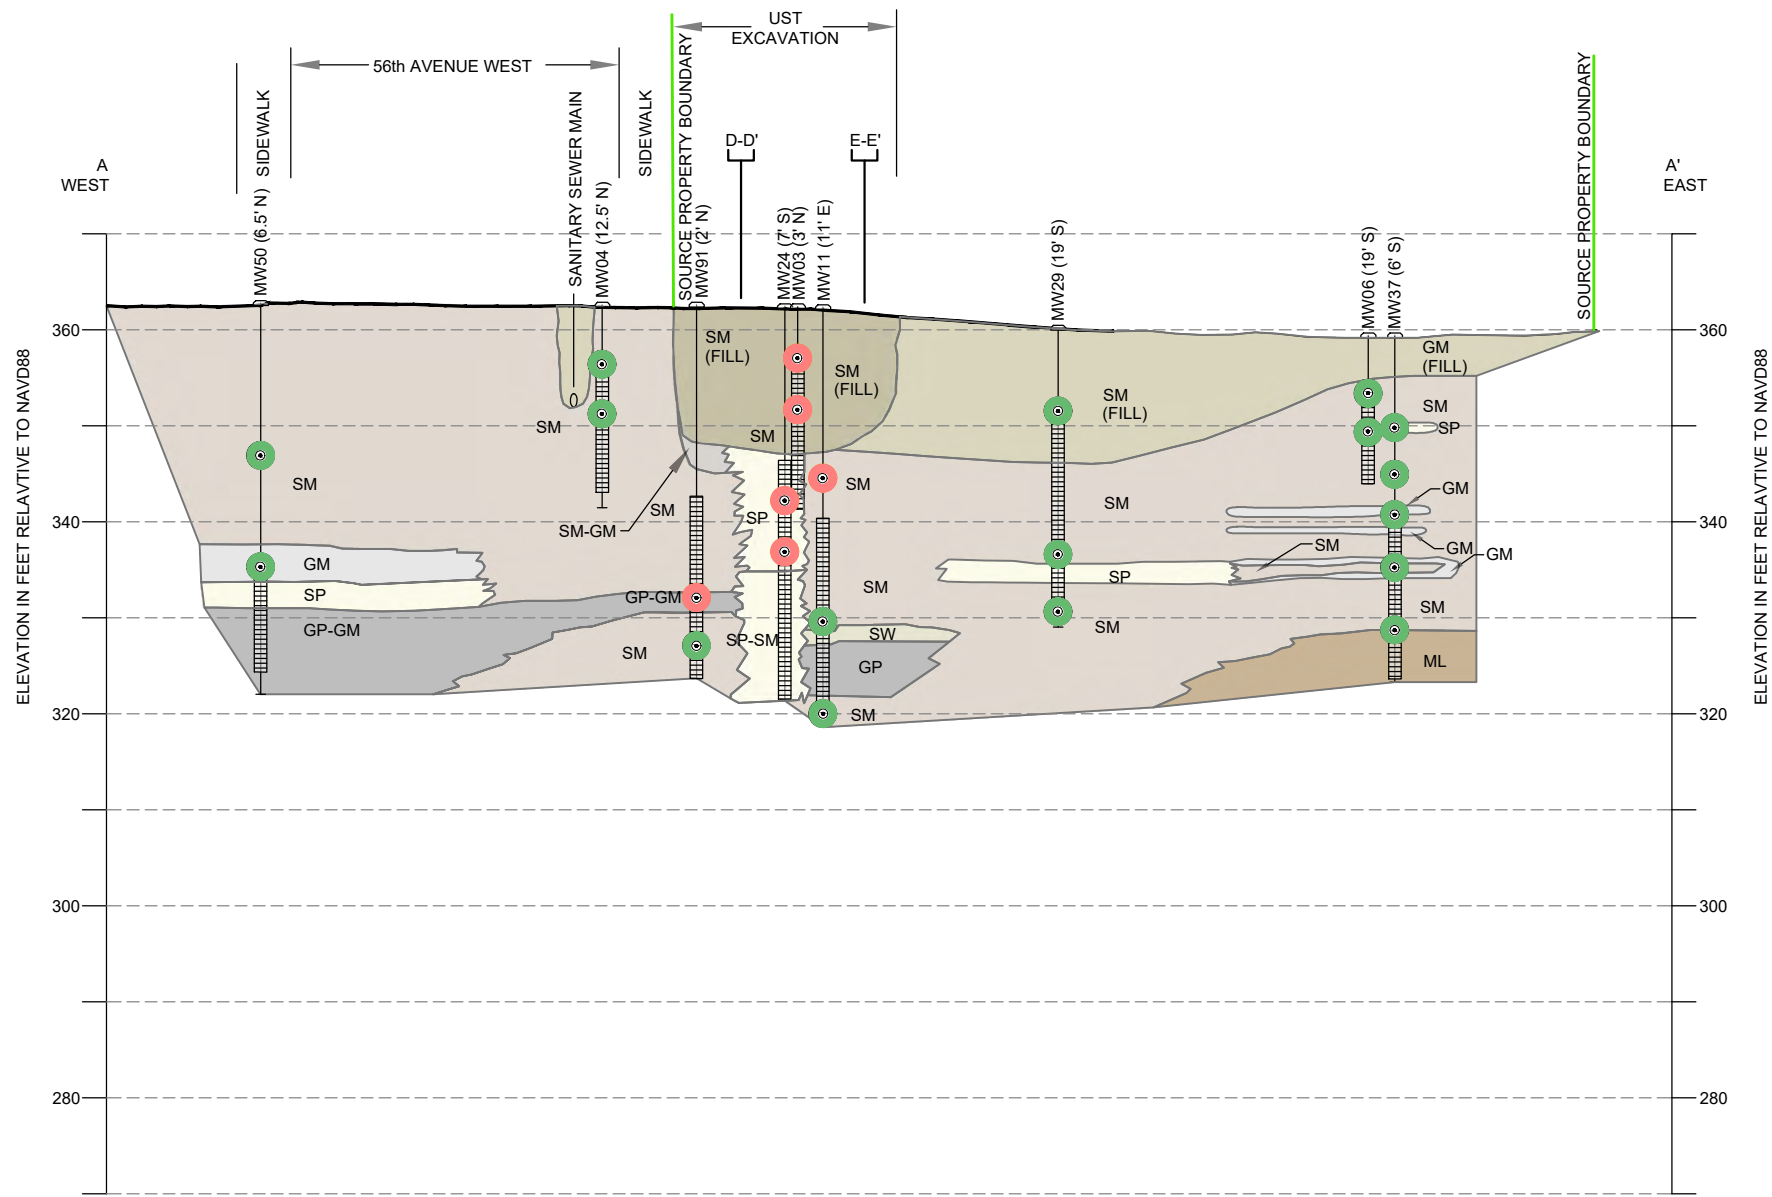 UST
EXCAVATION
56th AVENUE WEST
SIDEWALK
SANITARY SEWER MAIN
SIDEWALK
SOURCE PROPERTY BOUNDARY
D-D'
E-E'
SOURCE PROPERTY BOUNDARY
A
WEST
A'
EAST
MW50 (6.5' N)
MW04 (12.5' N)
MW91 (2' N)
MW24 (7' S)
MW03 (3' N)
MW11 (11' E)
MW29 (19' S)
MW06 (19' S)
MW37 (6' S)
ELEVATION IN FEET RELAVTIVE TO NAVD88
360
340
320
300
280
SM
(FILL)
SM
(FILL)
SM
(FILL)
GM
(FILL)
SM
SM
SM
SP
SM
SM
SM
SM-GM
SM
SP
SM
GM
GM
SM
GM
GM
SP
SP
SM
GP-GM
SM
GP-GM
SM
SP-SM
SW
SM
GP
ML
SM
360
340
320
300
280
ELEVATION IN FEET RELAVTIVE TO NAVD88